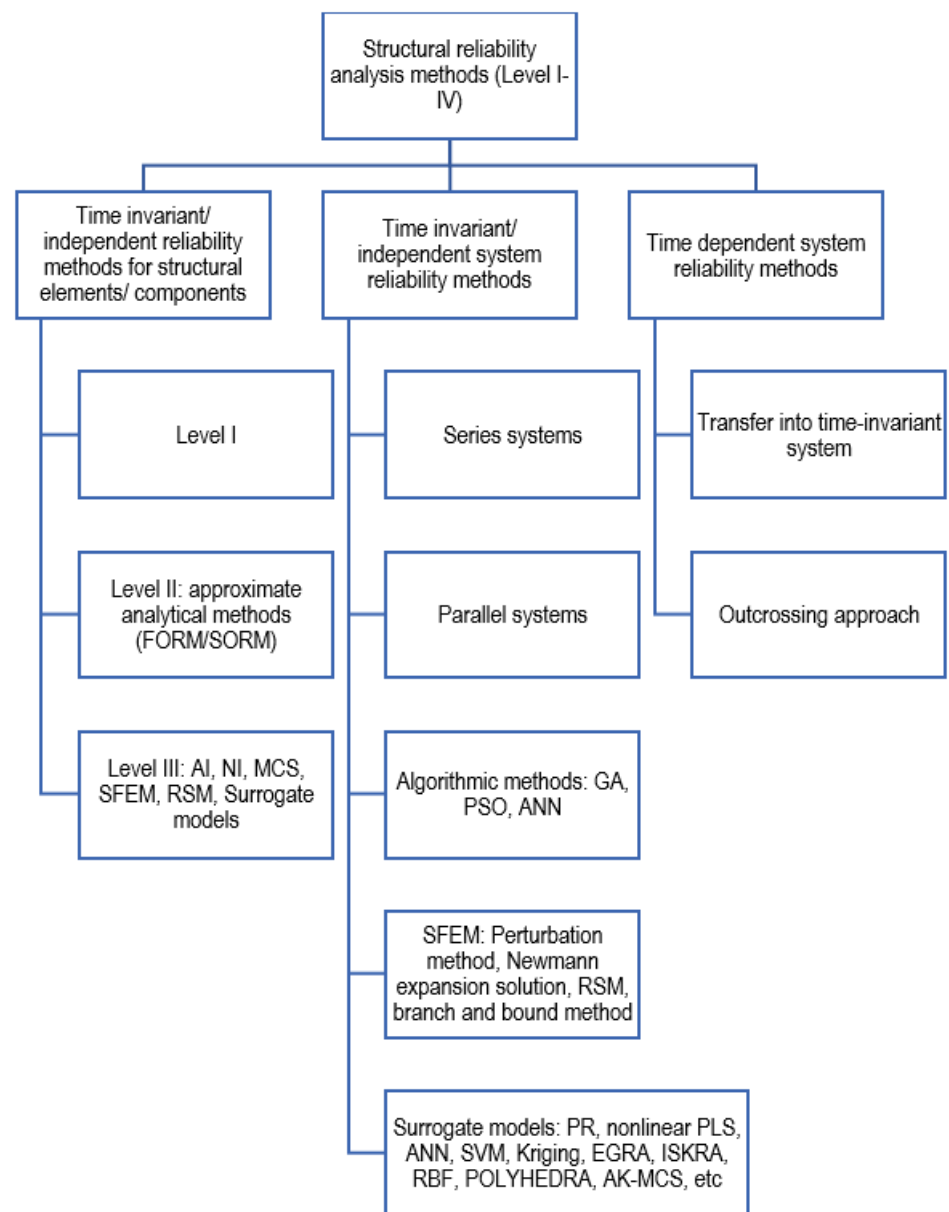 Structural reliability
analysis methods (Level I-
IV)
Time invariant/
independent reliability
methods for structural
elements/ components
Time invariant/
independent system
reliability methods
Time dependent system
reliability methods
Level I
Series systems
Transfer into time-invariant
system
Level II: approximate
analytical methods
(FORM/SORM)
Parallel systems
Outcrossing approach
Level III: AI, NI, MCS,
SFEM, RSM, Surrogate
models
Algorithmic methods: GA,
PSO, ANN
SFEM: Perturbation
method, Newmann
expansion solution, RSM,
branch and bound method
Surrogate models: PR, nonlinear PLS,
ANN, SVM, Kriging, EGRA, ISKRA,
RBF, POLYHEDRA, AK-MCS, etc